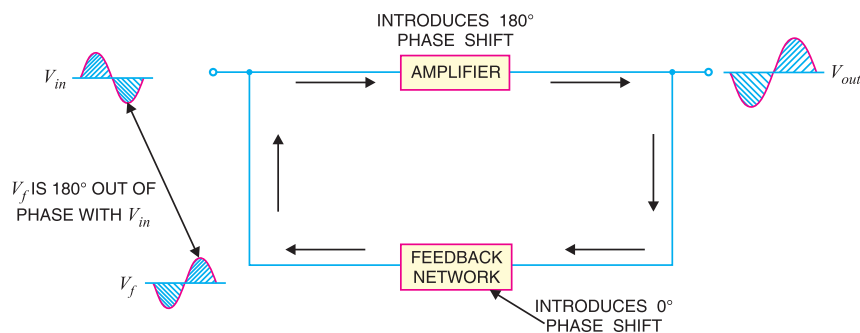 INTRODUCES 180°
PHASE SHIFT
V_in
AMPLIFIER
V_out
V_f IS 180° OUT OF
PHASE WITH V_in
V_f
FEEDBACK
NETWORK
INTRODUCES 0°
PHASE SHIFT